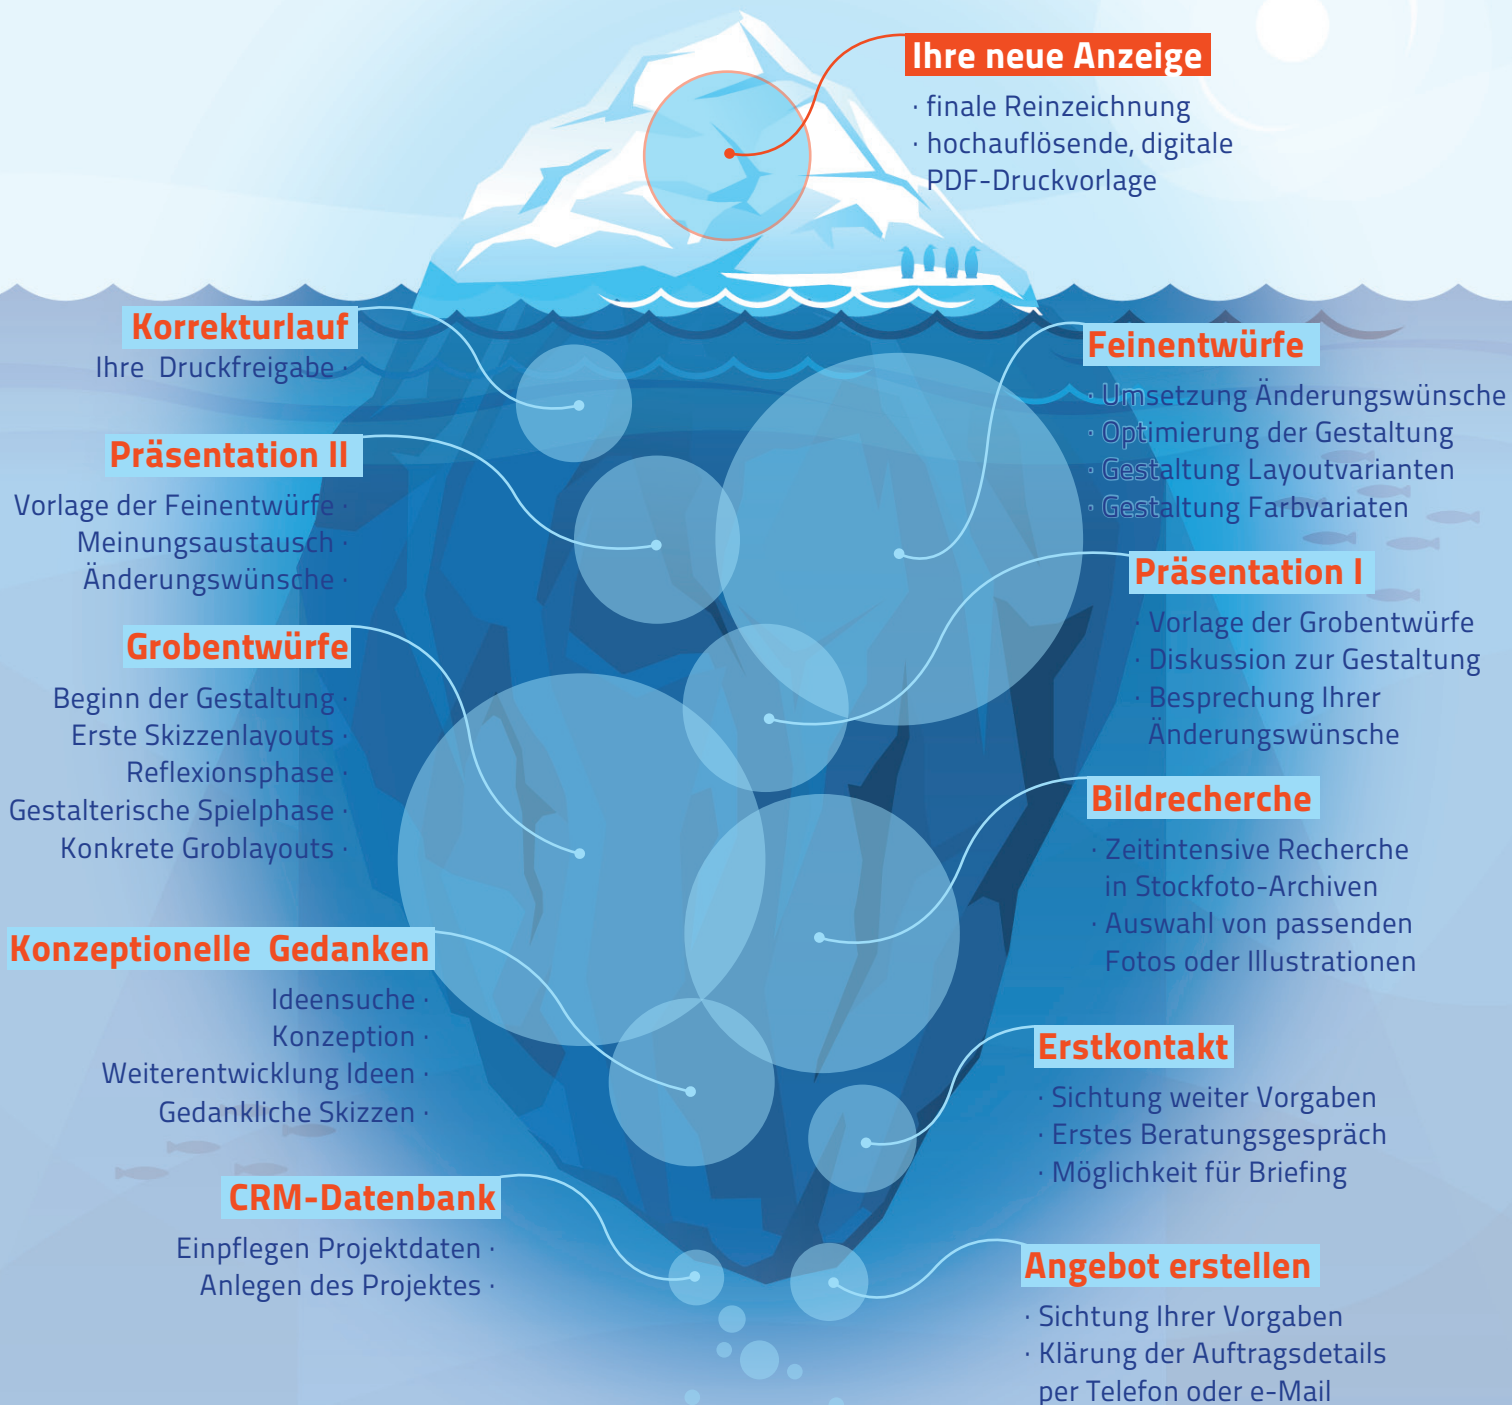 Ihre neue Anzeige
· finale Reinzeichnung
· hochauflösende, digitale
PDF-Druckvorlage
Korrekturlauf
Ihre Druckfreigabe ·
Feinentwürfe
· Umsetzung Änderungswünsche
· Optimierung der Gestaltung
· Gestaltung Layoutvarianten
· Gestaltung Farbvariaten
Präsentation II
Vorlage der Feinentwürfe ·
Meinungsaustausch ·
Änderungswünsche ·
Präsentation I
· Vorlage der Grobentwürfe
· Diskussion zur Gestaltung
· Besprechung Ihrer
Änderungswünsche
Grobentwürfe
Beginn der Gestaltung ·
Erste Skizzenlayouts ·
Reflexionsphase ·
Gestalterische Spielphase ·
Konkrete Groblayouts ·
Bildrecherche
· Zeitintensive Recherche
in Stockfoto-Archiven
· Auswahl von passenden
Fotos oder Illustrationen
Konzeptionelle Gedanken
Ideensuche ·
Konzeption ·
Weiterentwicklung Ideen ·
Gedankliche Skizzen ·
Erstkontakt
· Sichtung weiter Vorgaben
· Erstes Beratungsgespräch
· Möglichkeit für Briefing
CRM-Datenbank
Einpflegen Projektdaten ·
Anlegen des Projektes ·
Angebot erstellen
· Sichtung Ihrer Vorgaben
· Klärung der Auftragsdetails
per Telefon oder e-Mail